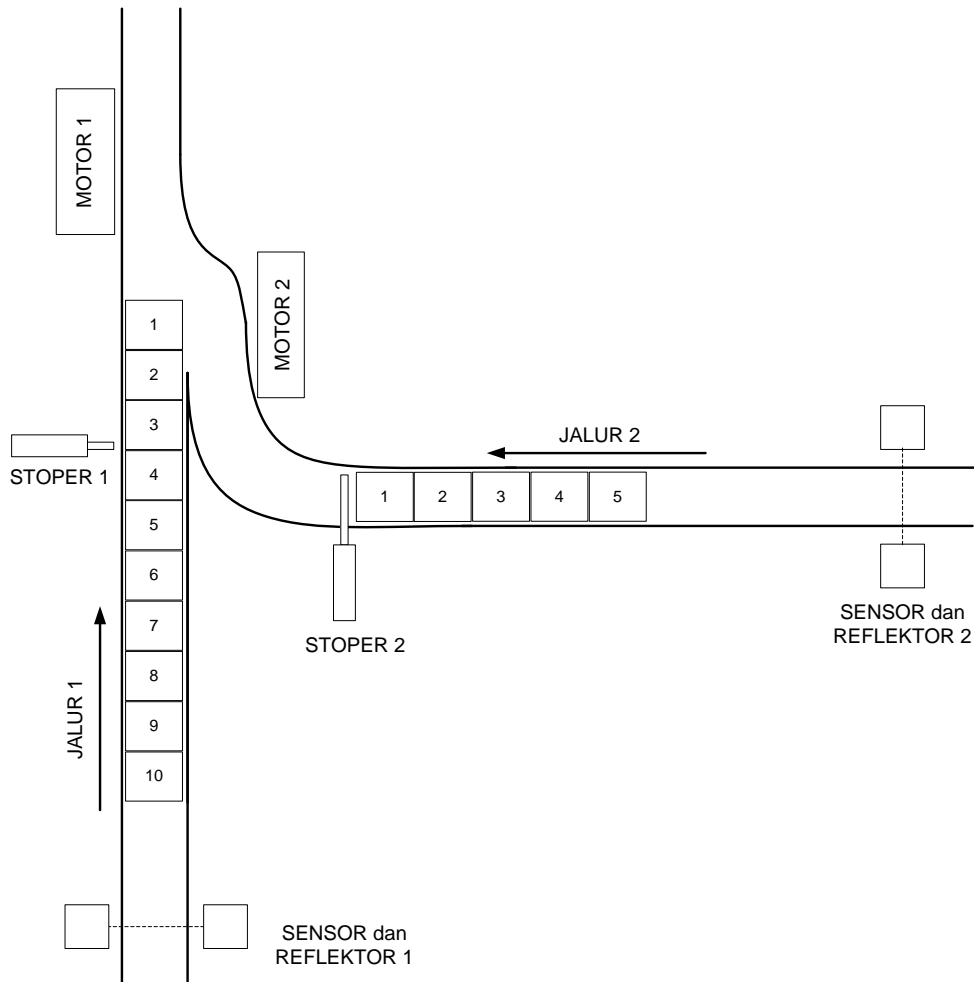 MOTOR 1
MOTOR 2
1
2
3
4
5
6
7
8
9
10
STOPER 1
JALUR 1
JALUR 2
1
2
3
4
5
STOPER 2
SENSOR dan
REFLEKTOR 2
SENSOR dan
REFLEKTOR 1